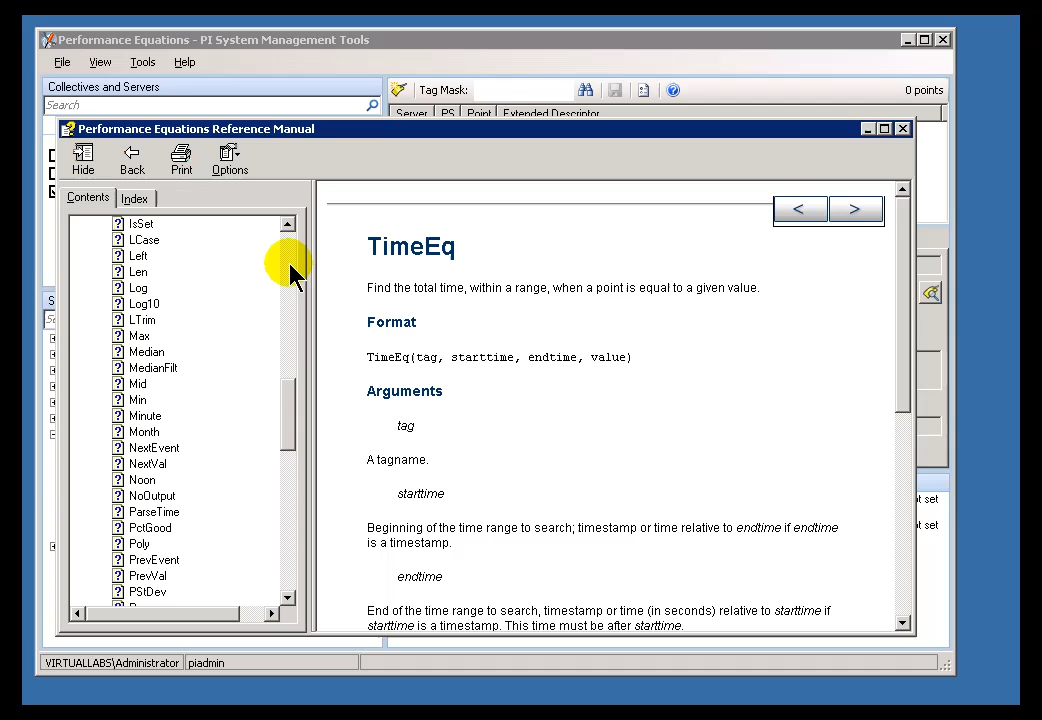 Performance Equations - PI System Management Tools
File View Tools Help
Collectives and Servers
Search
Tag Mask:
0 points
Server PS Point Extended Descriptor
Performance Equations Reference Manual
Hide Back Print Options
Contents Index
IsSet
LCase
Left
Len
Log
Log10
LTrim
Max
Median
MedianFilt
Mid
Min
Minute
Month
NextEvent
NextVal
Noon
NoOutput
ParseTime
PctGood
Poly
PrevEvent
PrevVal
PStDev
< >
TimeEq
Find the total time, within a range, when a point is equal to a given value.
Format
TimeEq(tag, starttime, endtime, value)
Arguments
tag
A tagname.
starttime
Beginning of the time range to search; timestamp or time relative to endtime if endtime
is a timestamp.
endtime
End of the time range to search, timestamp or time (in seconds) relative to starttime if
starttime is a timestamp. This time must be after starttime.
set
set
VIRTUALLABS\Administrator piadmin